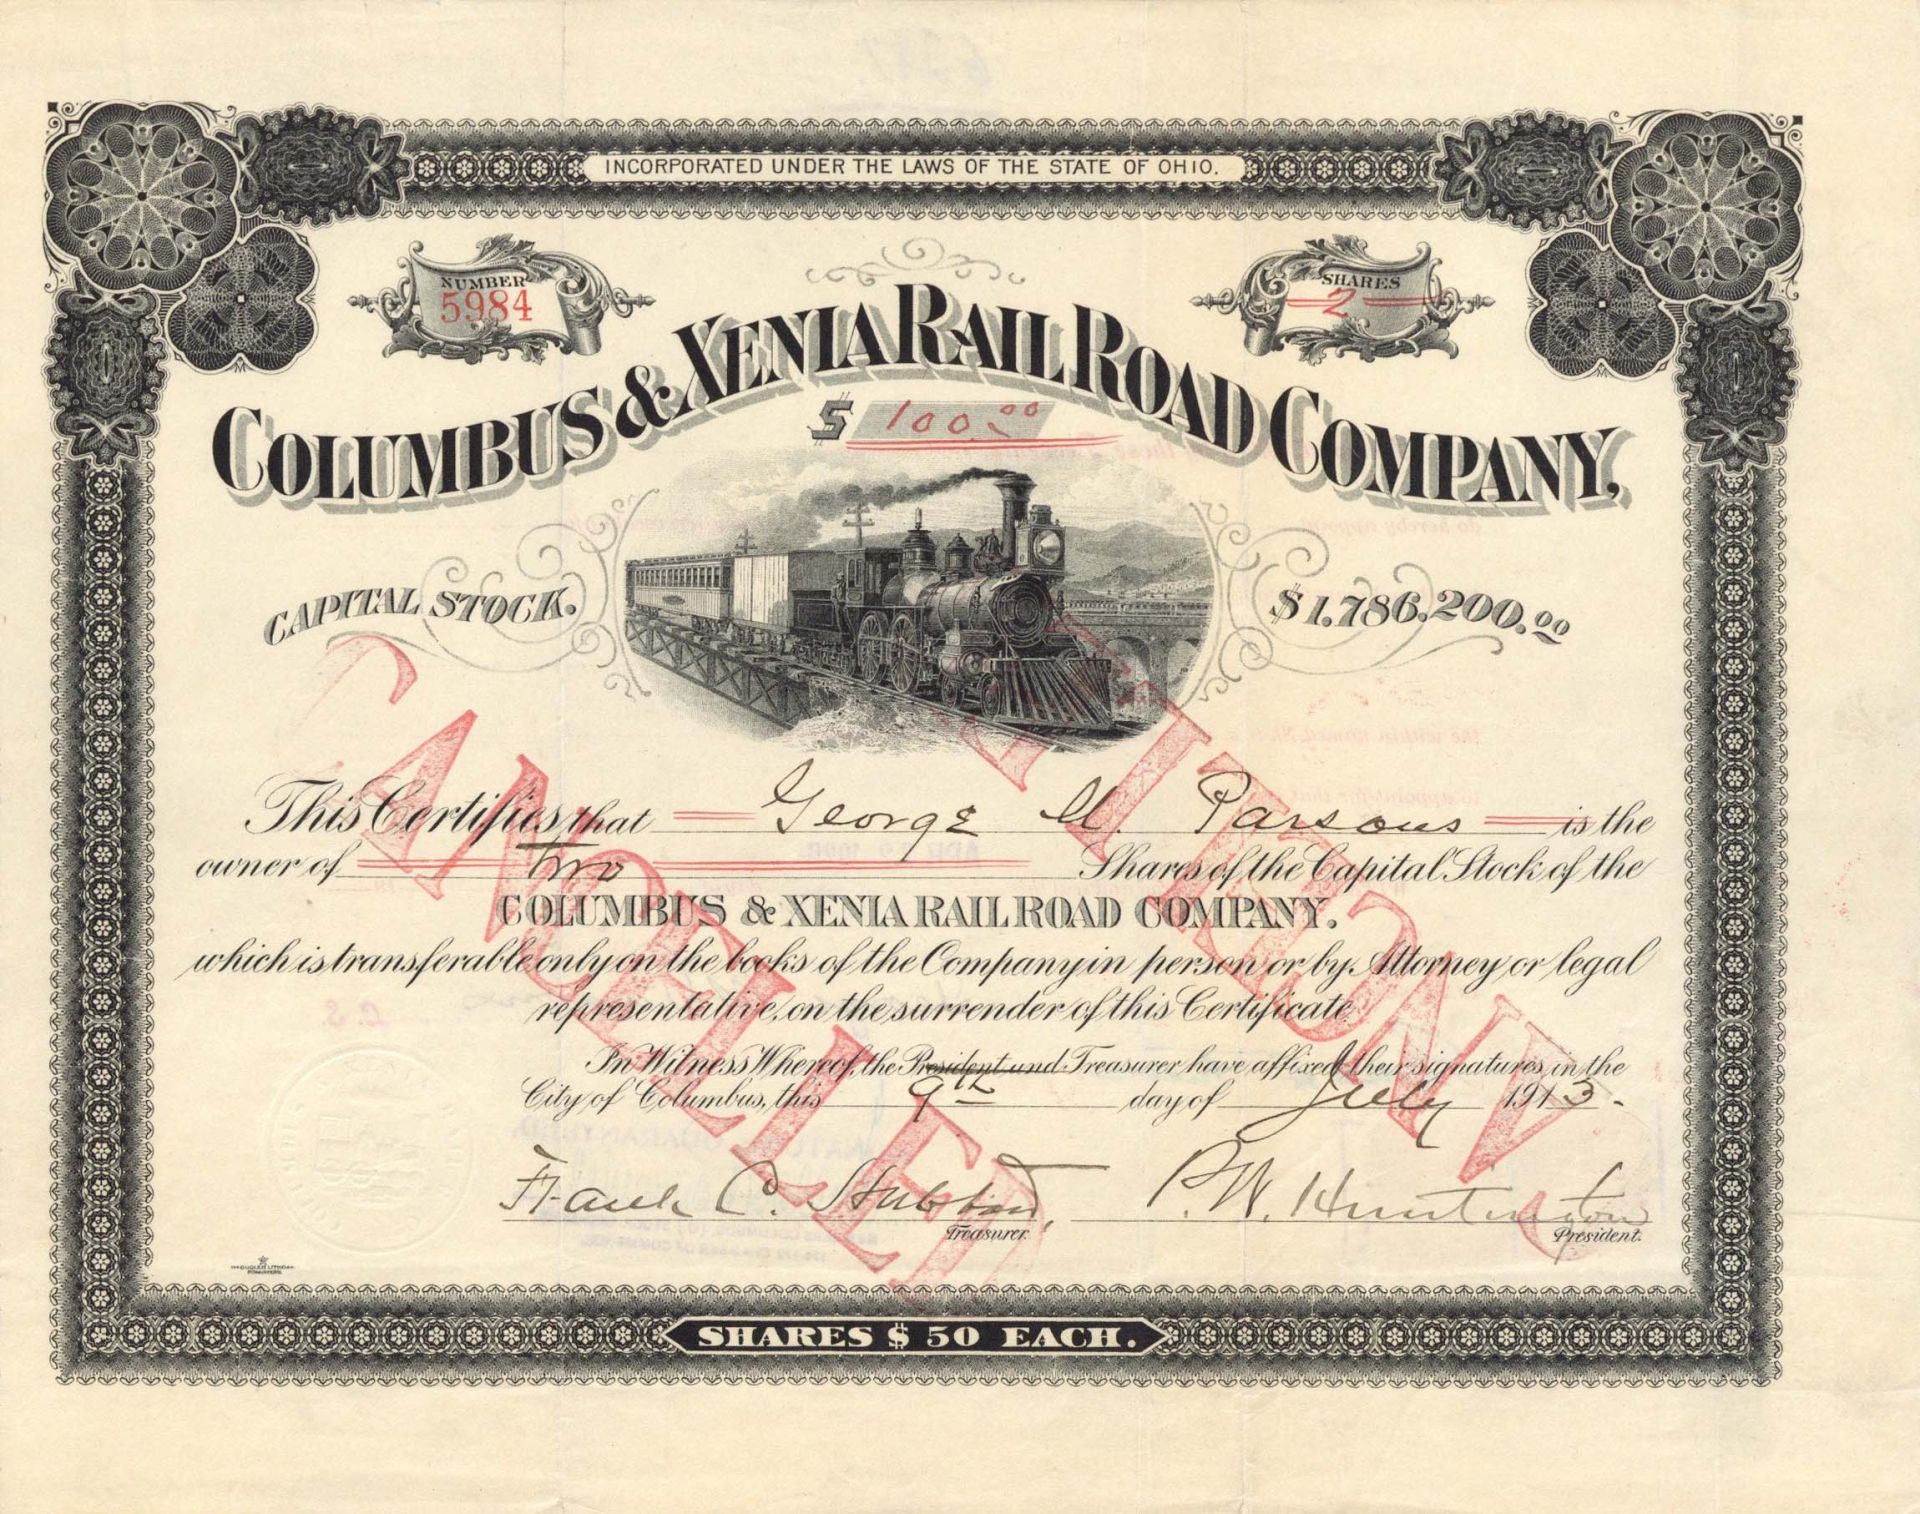 INCORPORATED UNDER THE LAWS OF THE STATE OF OHIO.
NUMBER
5984
SHARES
2
COLUMBUS & XENIA RAIL ROAD COMPANY,
$ 100.00
CAPITAL STOCK.
$1,786,200.00
This Certifies that George M. Parsons is the
owner of two Shares of the Capital Stock of the
COLUMBUS & XENIA RAIL ROAD COMPANY.
which is transferable only on the books of the Company in person or by Attorney or legal
representative, on the surrender of this Certificate
In Witness Whereof, the President and Treasurer have affixed their signatures, in the
City of Columbus, this 9th day of July 1913.
Frank C. Hubbard, P. W. Huntington
Treasurer. President.
SHARES $50 EACH.
CANCELLED
CANCELLED